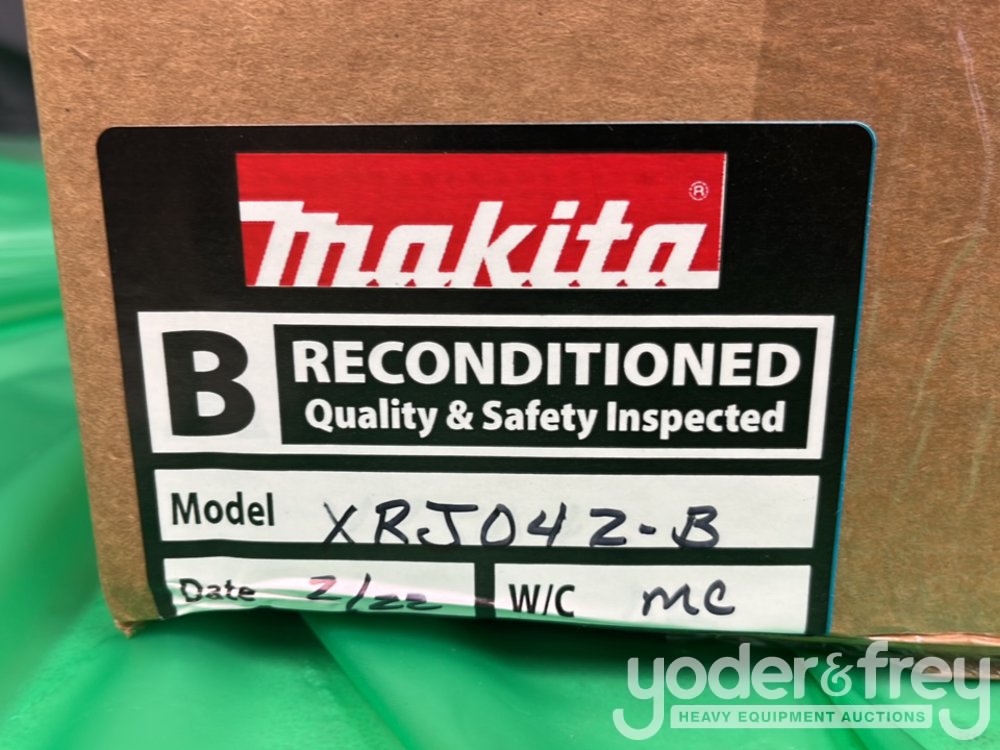 makita®
B RECONDITIONED
Quality & Safety Inspected
Model XRJ04Z-B
Date 2/22 W/C MC
yoder&frey
HEAVY EQUIPMENT AUCTIONS